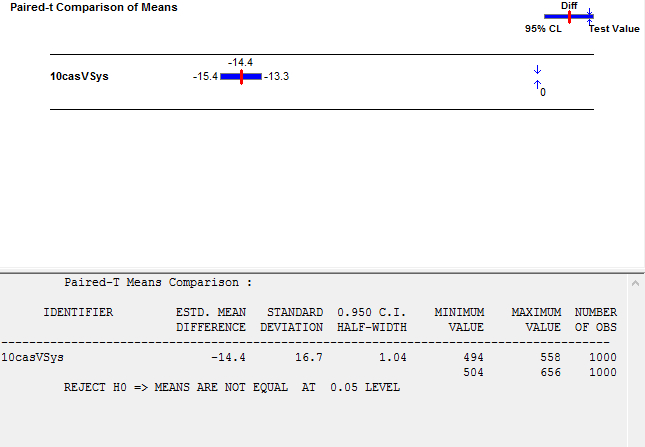 Paired-t Comparison of Means
Diff
95% CL Test Value
-14.4
10casVSys -15.4 -13.3
0
Paired-T Means Comparison :
IDENTIFIER ESTD. MEAN STANDARD 0.950 C.I. MINIMUM MAXIMUM NUMBER
DIFFERENCE DEVIATION HALF-WIDTH VALUE VALUE OF OBS
10casVSys -14.4 16.7 1.04 494 558 1000
504 656 1000
REJECT H0 => MEANS ARE NOT EQUAL AT 0.05 LEVEL